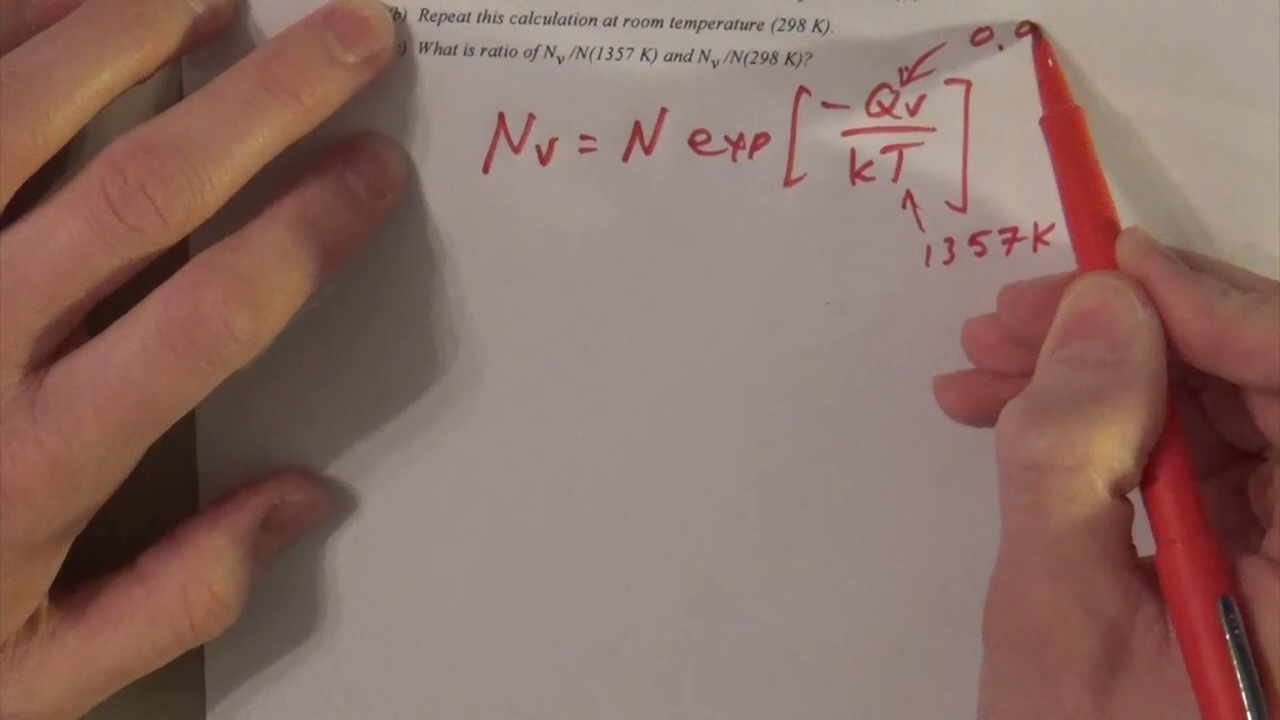 b) Repeat this calculation at room temperature (298 K).
) What is ratio of Nᵥ/N(1357 K) and Nᵥ/N(298 K)?
0.9
Nᵥ = N exp[-Qᵥ/kT]
1357K